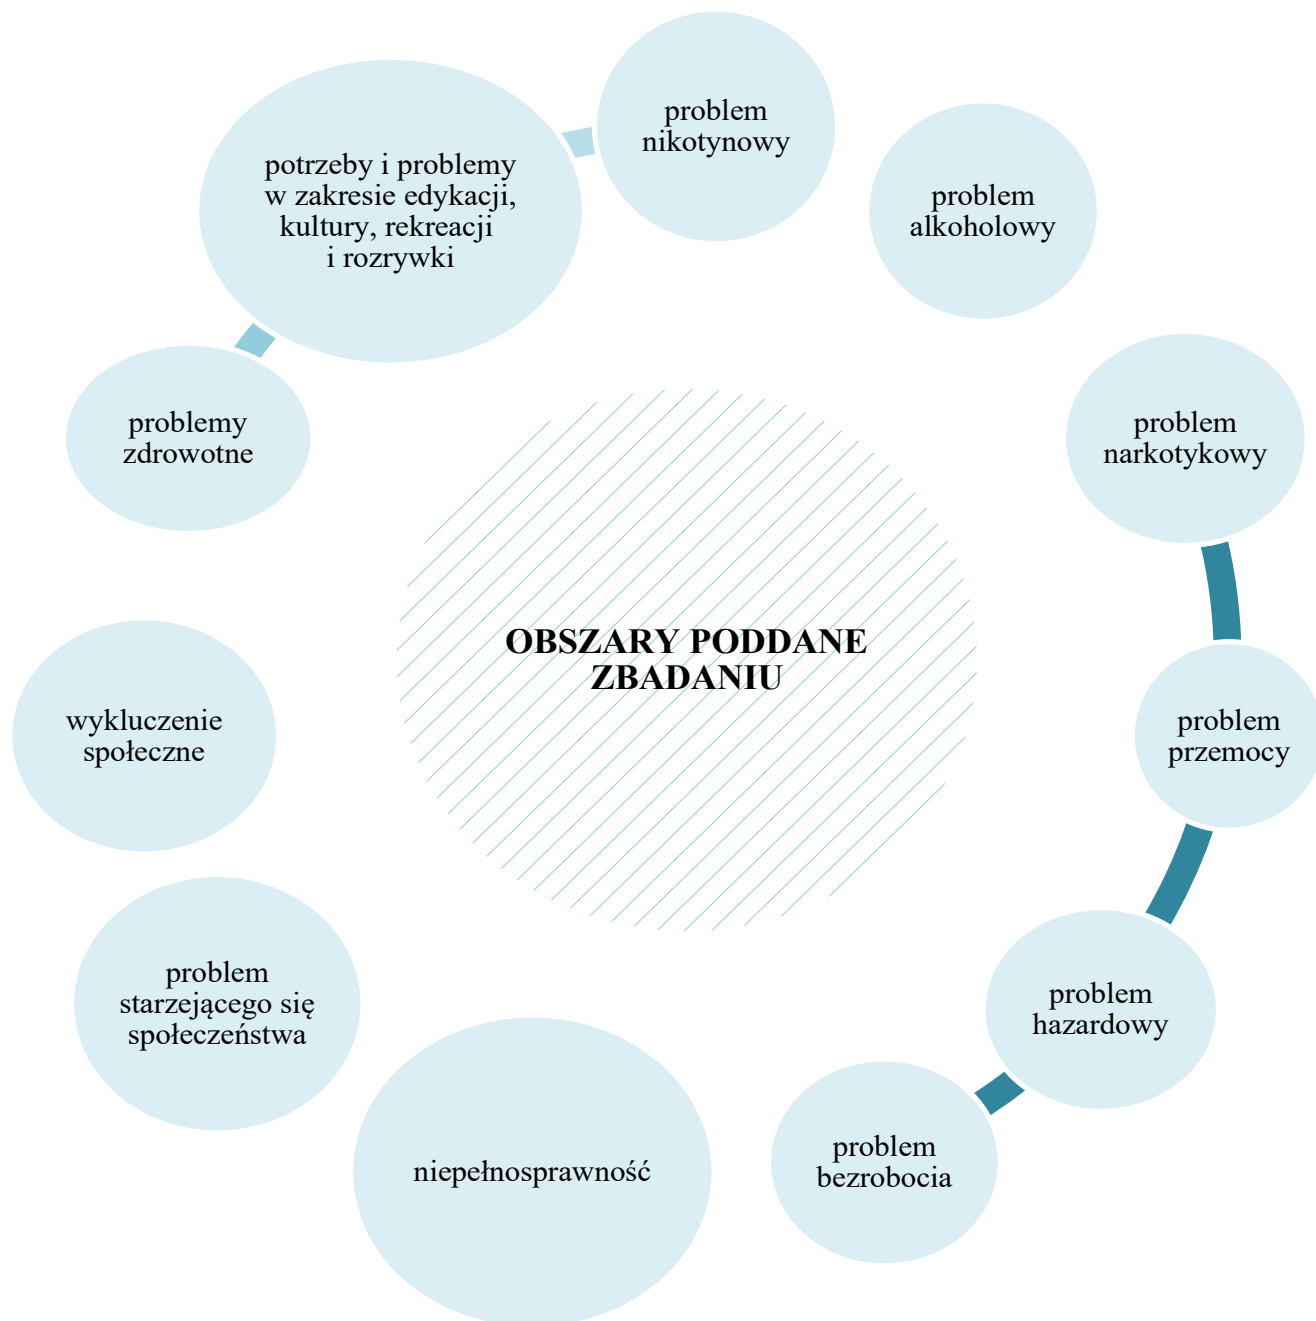 problem
nikotynowy
problem
alkoholowy
problem
narkotykowy
problem
przemocy
problem
hazardowy
problem
bezrobocia
niepełnosprawność
problem
starzejącego się
społeczeństwa
wykluczenie
społeczne
problemy
zdrowotne
potrzeby i problemy
w zakresie edykacji,
kultury, rekreacji
i rozrywki
OBSZARY PODDANE
ZBADANIU